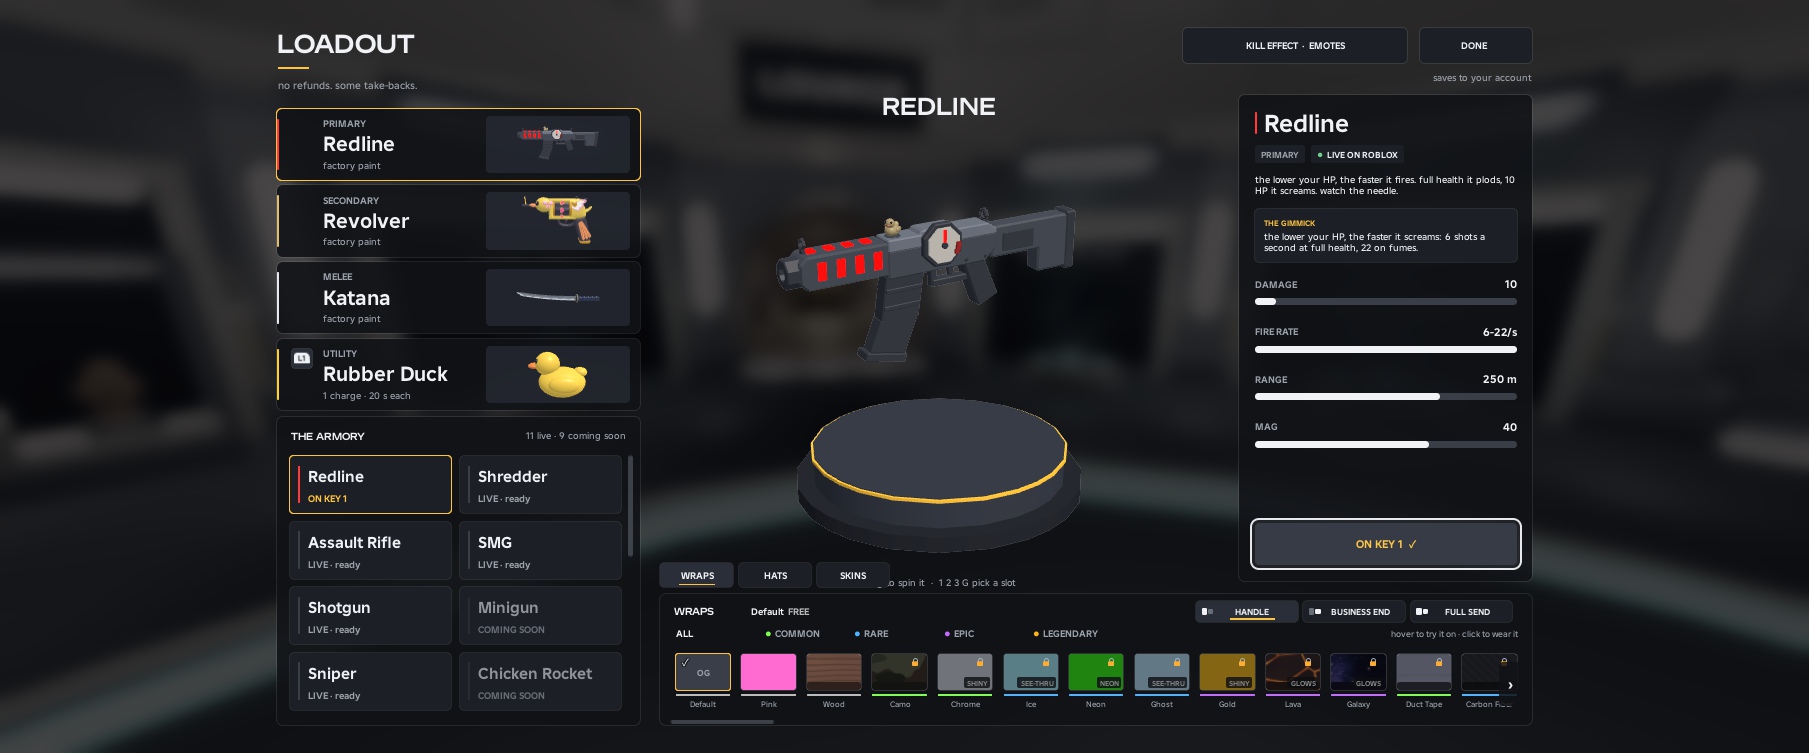 LOADOUT
no refunds. some take-backs.
KILL EFFECT · EMOTES
DONE
saves to your account
PRIMARY
Redline
factory paint
SECONDARY
Revolver
factory paint
MELEE
Katana
factory paint
L1
UTILITY
Rubber Duck
1 charge · 20 s each
THE ARMORY
11 live · 9 coming soon
Redline
ON KEY 1
Shredder
LIVE · ready
Assault Rifle
LIVE · ready
SMG
LIVE · ready
Shotgun
LIVE · ready
Minigun
COMING SOON
Sniper
LIVE · ready
Chicken Rocket
COMING SOON
REDLINE
Redline
PRIMARY
LIVE ON ROBLOX
the lower your HP, the faster it fires. full health it plods, 10
HP it screams. watch the needle.
THE GIMMICK
the lower your HP, the faster it screams: 6 shots a
second at full health, 22 on fumes.
DAMAGE 10
FIRE RATE 6-22/s
RANGE 250 m
MAG 40
ON KEY 1 ✓
WRAPS
HATS
SKINS
to spin it · 1 2 3 G pick a slot
WRAPS
Default FREE
HANDLE
BUSINESS END
FULL SEND
ALL
COMMON
RARE
EPIC
LEGENDARY
hover to try it on · click to wear it
OG
Default
Pink
Wood
Camo
SHINY
Chrome
SEE-THRU
Ice
NEON
Neon
SEE-THRU
Ghost
SHINY
Gold
GLOWS
Lava
GLOWS
Galaxy
Duct Tape
Carbon